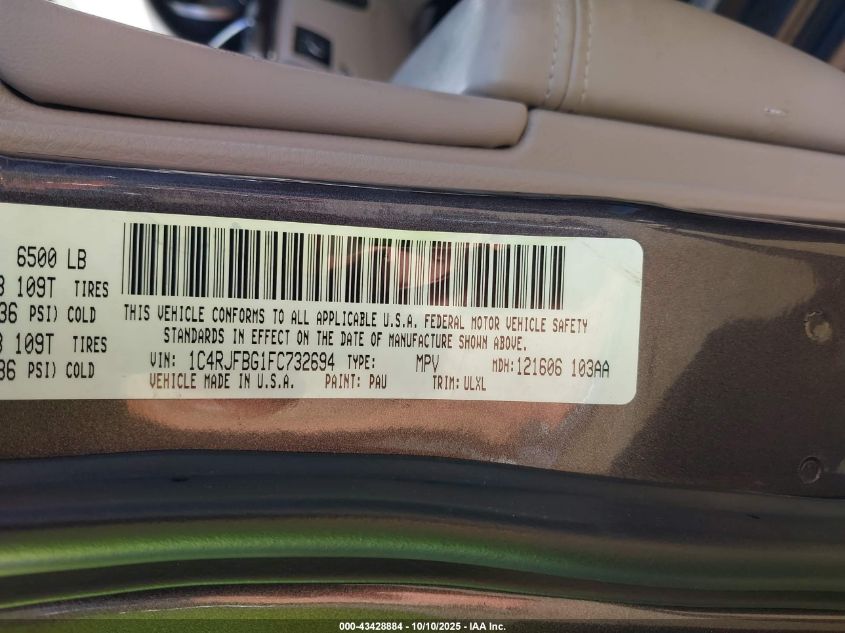 6500 LB
109T TIRES
36 PSI) COLD
109T TIRES
36 PSI) COLD
THIS VEHICLE CONFORMS TO ALL APPLICABLE U.S.A. FEDERAL MOTOR VEHICLE SAFETY
STANDARDS IN EFFECT ON THE DATE OF MANUFACTURE SHOWN ABOVE.
VIN: 1C4RJFBG1FC732694 TYPE: MPV MDH:121606 103AA
VEHICLE MADE IN U.S.A. PAINT: PAU TRIM: ULXL
000-43428884 - 10/10/2025 - IAA Inc.